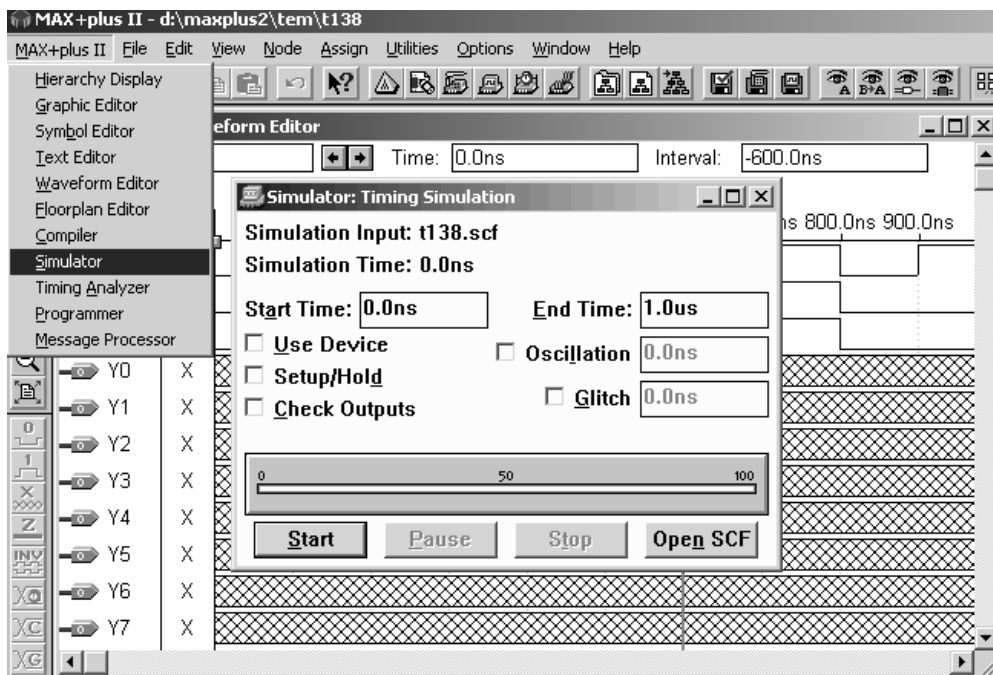 MAX+plus II - d:\maxplus2\tem\t138
MAX+plus II File Edit View Node Assign Utilities Options Window Help
Hierarchy Display
Graphic Editor
Symbol Editor
Text Editor
Waveform Editor
Floorplan Editor
Compiler
Simulator
Timing Analyzer
Programmer
Message Processor
eform Editor
Time: 0.0ns Interval: -600.0ns
800.0ns 900.0ns
Simulator: Timing Simulation
Simulation Input: t138.scf
Simulation Time: 0.0ns
Start Time: 0.0ns End Time: 1.0us
Use Device
Oscillation 0.0ns
Setup/Hold
Glitch 0.0ns
Check Outputs
0 50 100
Start Pause Stop Open SCF
Y0 X
Y1 X
Y2 X
Y3 X
Y4 X
Y5 X
Y6 X
Y7 X
0
1
X
Z
INV
XC
XG